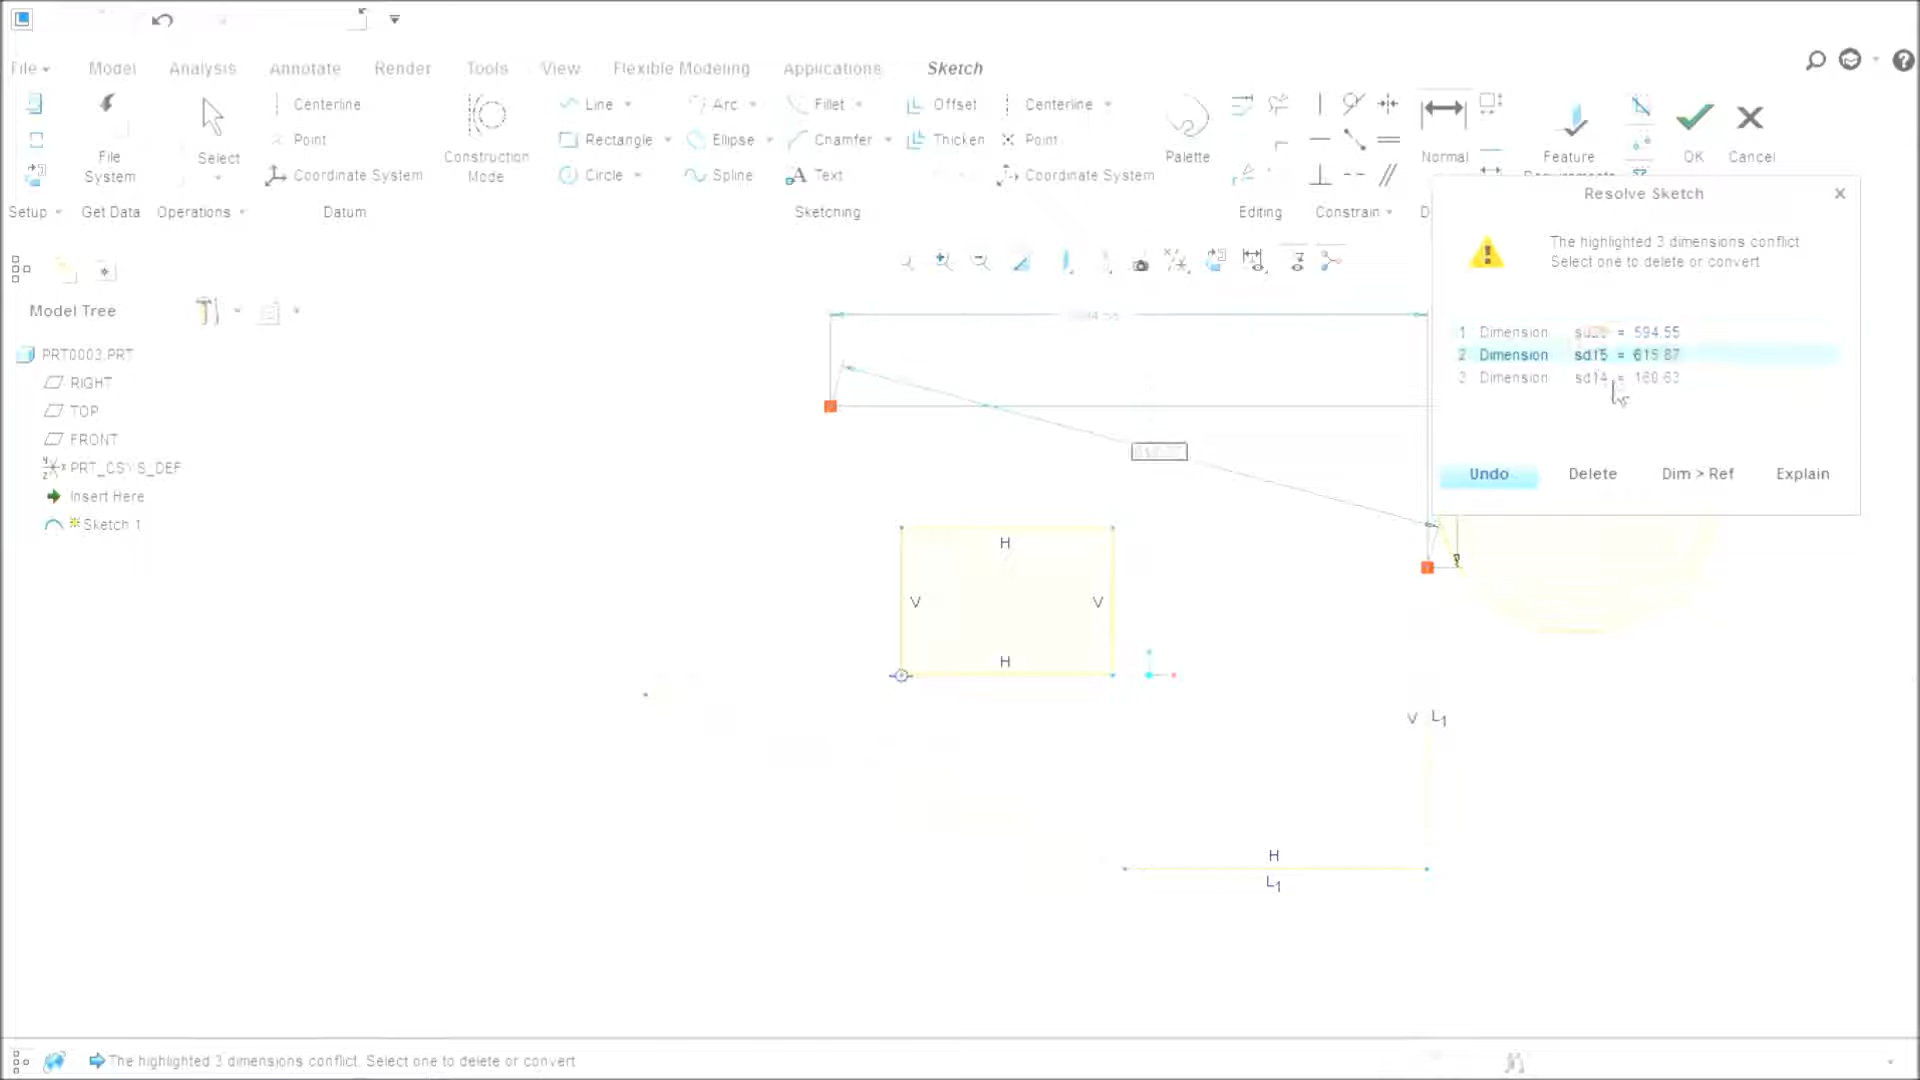 File
Model
Analysis
Annotate
Render
Tools
View
Flexible Modeling
Applications
Sketch
Centerline
Line
Arc
Fillet
Offset
Centerline
Point
Rectangle
Ellipse
Chamfer
Thicken
Point
File
System
Select
Construction
Mode
Palette
Normal
Feature
OK
Cancel
Coordinate System
Circle
Spline
Text
Coordinate System
Setup
Get Data
Operations
Datum
Sketching
Editing
Constrain
Resolve Sketch
The highlighted 3 dimensions conflict
Select one to delete or convert
Model Tree
1 Dimension = 594.55
2 Dimension sd15 = 615.87
3 Dimension sd14 = 160.63
PRT0003.PRT
RIGHT
TOP
FRONT
PRT_CSYS_DEF
Insert Here
Sketch 1
Undo
Delete
Dim > Ref
Explain
H
V
V
H
V L1
H
L1
The highlighted 3 dimensions conflict. Select one to delete or convert